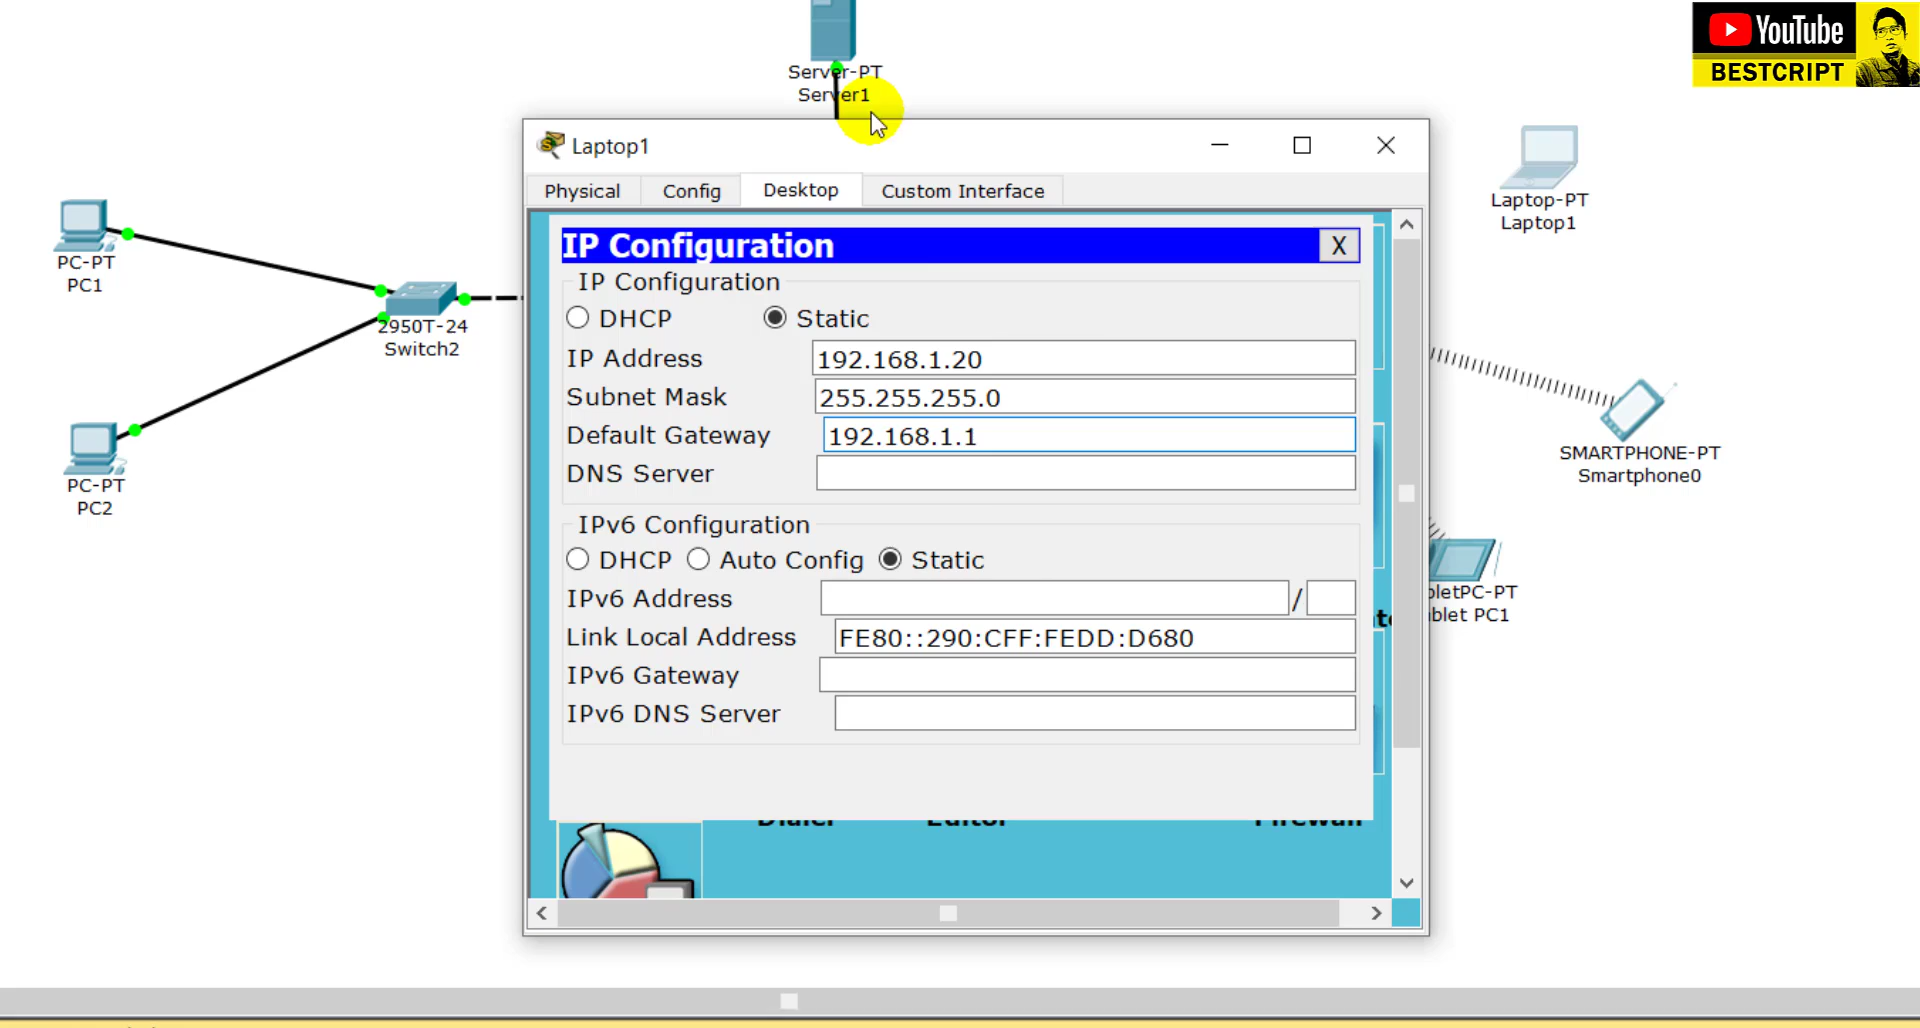 YouTube
BESTCRIPT
Server-PT
Server1
Laptop1
Physical
Config
Desktop
Custom Interface
IP Configuration
X
IP Configuration
DHCP
Static
IP Address
192.168.1.20
Subnet Mask
255.255.255.0
Default Gateway
192.168.1.1
DNS Server
IPv6 Configuration
DHCP
Auto Config
Static
IPv6 Address
/
Link Local Address
FE80::290:CFF:FEDD:D680
IPv6 Gateway
IPv6 DNS Server
Dialer
Editor
Firewall
PC-PT
PC1
2950T-24
Switch2
PC-PT
PC2
Laptop-PT
Laptop1
SMARTPHONE-PT
Smartphone0
bletPC-PT
blet PC1